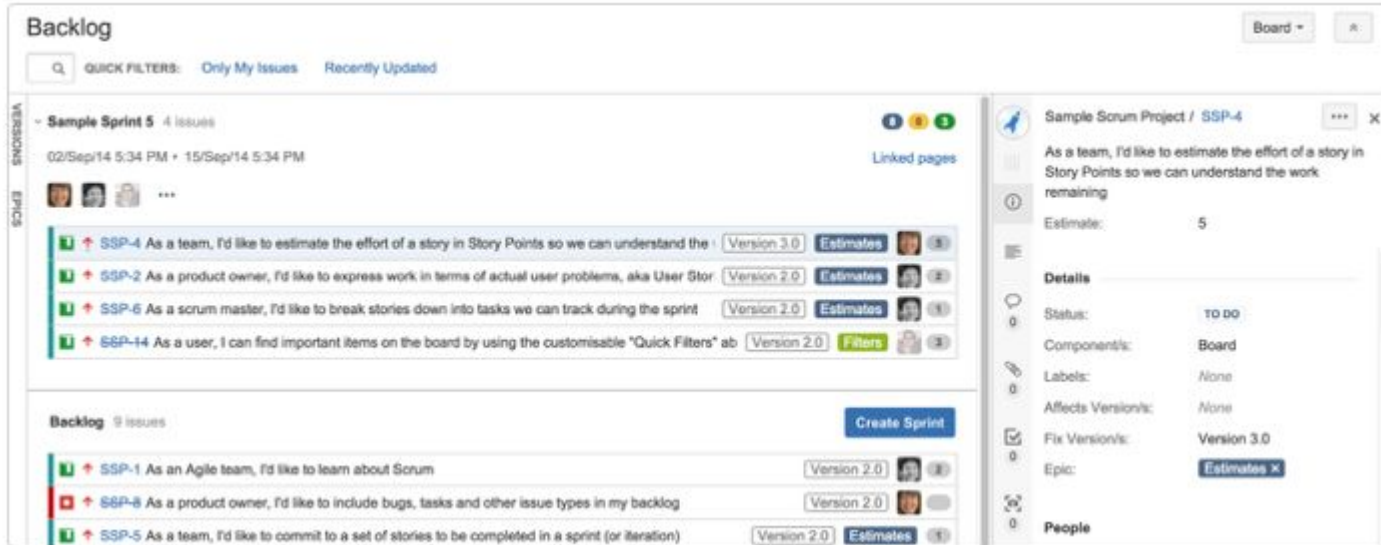 Backlog
Board
QUICK FILTERS: Only My Issues Recently Updated
VERSIONS
EPICS
Sample Sprint 5 4 issues
8 0 3
02/Sep/14 5:34 PM • 15/Sep/14 5:34 PM
Linked pages
•••
SSP-4 As a team, I'd like to estimate the effort of a story in Story Points so we can understand the Version 3.0 Estimates 5
SSP-2 As a product owner, I'd like to express work in terms of actual user problems, aka User Stor Version 2.0 Estimates 2
SSP-6 As a scrum master, I'd like to break stories down into tasks we can track during the sprint Version 2.0 Estimates 1
SSP-14 As a user, I can find important items on the board by using the customisable "Quick Filters" ab Version 2.0 Filters 3
Backlog 9 issues
Create Sprint
SSP-1 As an Agile team, I'd like to learn about Scrum Version 2.0 2
SSP-8 As a product owner, I'd like to include bugs, tasks and other issue types in my backlog Version 2.0
SSP-5 As a team, I'd like to commit to a set of stories to be completed in a sprint (or iteration) Version 2.0 Estimates 1
Sample Scrum Project / SSP-4
•••
As a team, I'd like to estimate the effort of a story in
Story Points so we can understand the work
remaining
Estimate: 5
Details
Status: TO DO
Component/s: Board
Labels: None
Affects Version/s: None
Fix Version/s: Version 3.0
Epic: Estimates ×
People
0
0
0
0